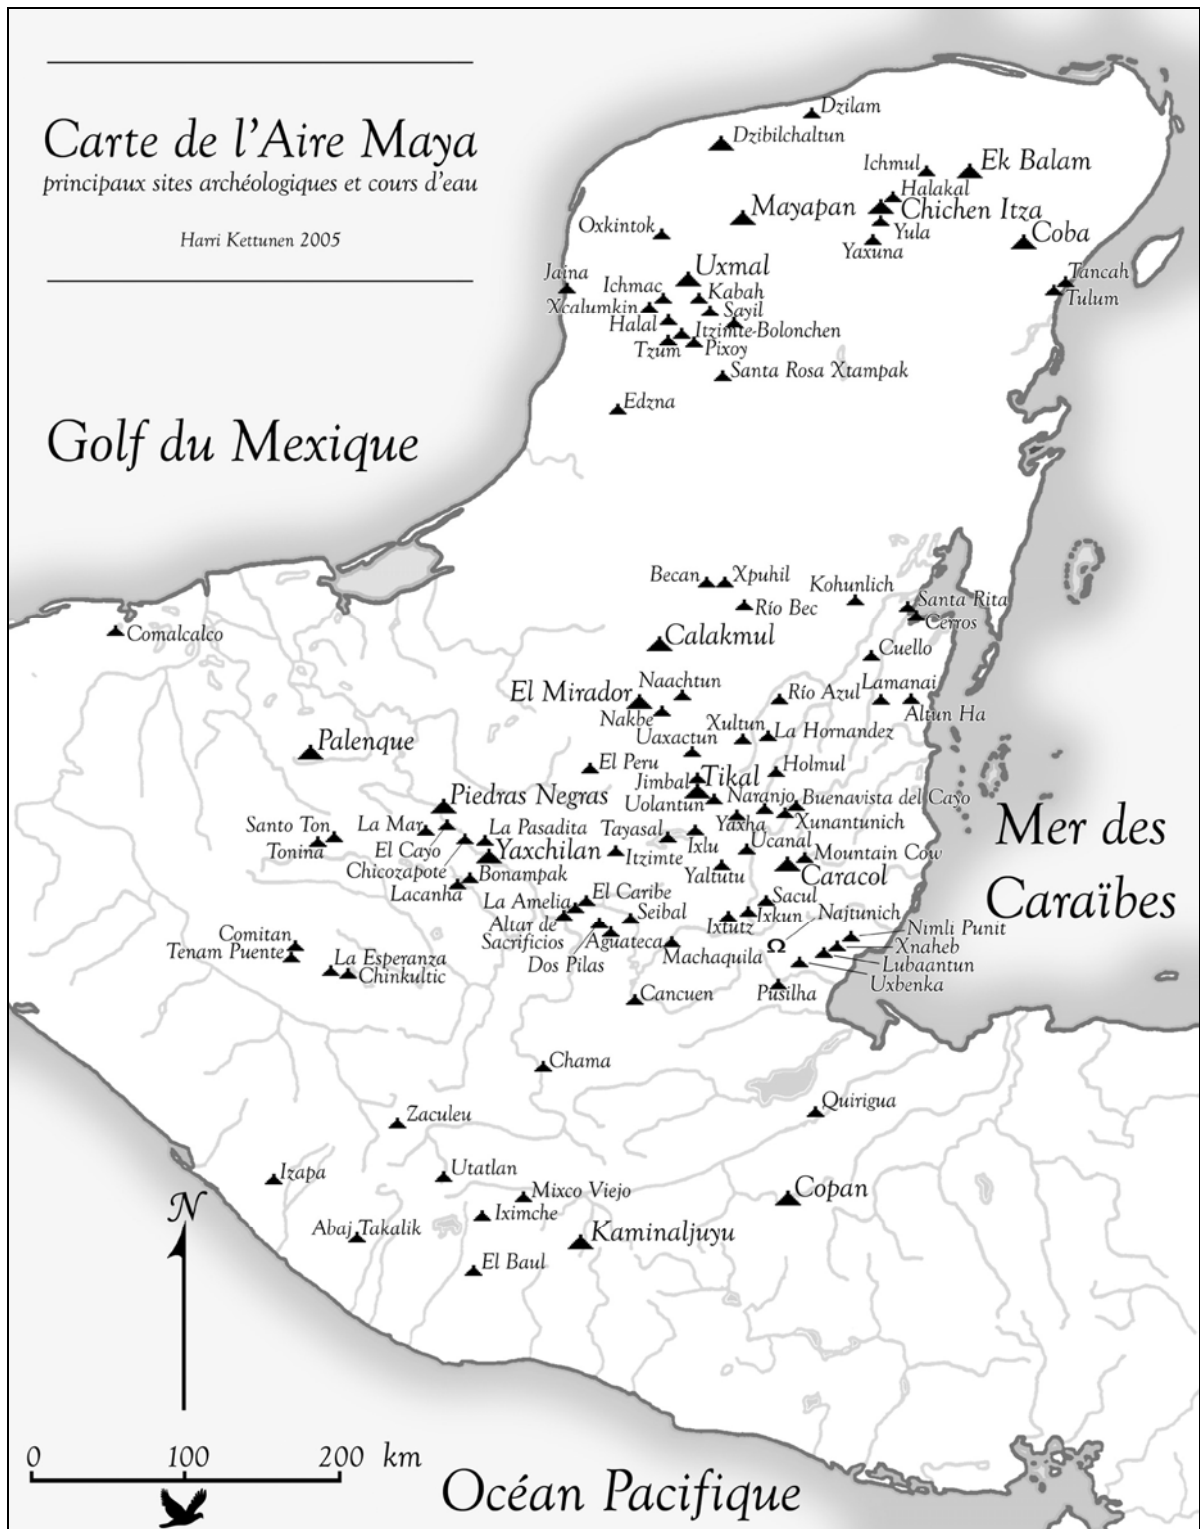 Carte de l'Aire Maya
principaux sites archéologiques et cours d'eau
Harri Kettunen 2005
Golf du Mexique
Mer des
Caraïbes
Océan Pacifique
Dzilam
Dzibilchaltun
Ichmul
Ek Balam
Halakal
Mayapan
Chichen Itza
Oxkintok
Yula
Coba
Yaxuna
Uxmal
Jaina
Tancah
Ichmac
Kabah
Tulum
Xcalumkin
Sayil
Halal
Itzimte-Bolonchen
Tzum
Pixoy
Santa Rosa Xtampak
Edzna
Becan
Xpuhil
Kohunlich
Río Bec
Santa Rita
Cerros
Comalcalco
Calakmul
Cuello
Naachtun
El Mirador
Río Azul
Lamanai
Nakbe
Altun Ha
Xultun
La Hornandez
Uaxactun
Palenque
El Peru
Holmul
Jimbal
Tikal
Piedras Negras
Uolantun
Naranjo
Buenavista del Cayo
Santo Ton
La Mar
La Pasadita
Tayasal
Yaxha
Xunantunich
Tonina
El Cayo
Ixlu
Ucanal
Yaxchilan
Itzimte
Mountain Cow
Chicozapote
Bonampak
Yaltutu
Caracol
Lacanha
El Caribe
Sacul
La Amelia
Seibal
Ixkun
Najtunich
Altar de
Sacrificios
Ixtutz
Nimli Punit
Comitan
Aguateca
Xnaheb
Tenam Puente
La Esperanza
Dos Pilas
Machaquila
Lubaantun
Chinkultic
Uxbenka
Cancuen
Pusilha
Chama
Quirigua
Zaculeu
Izapa
Utatlan
Mixco Viejo
Copan
Iximche
Abaj Takalik
Kaminaljuyu
El Baul
N
0 100 200 km